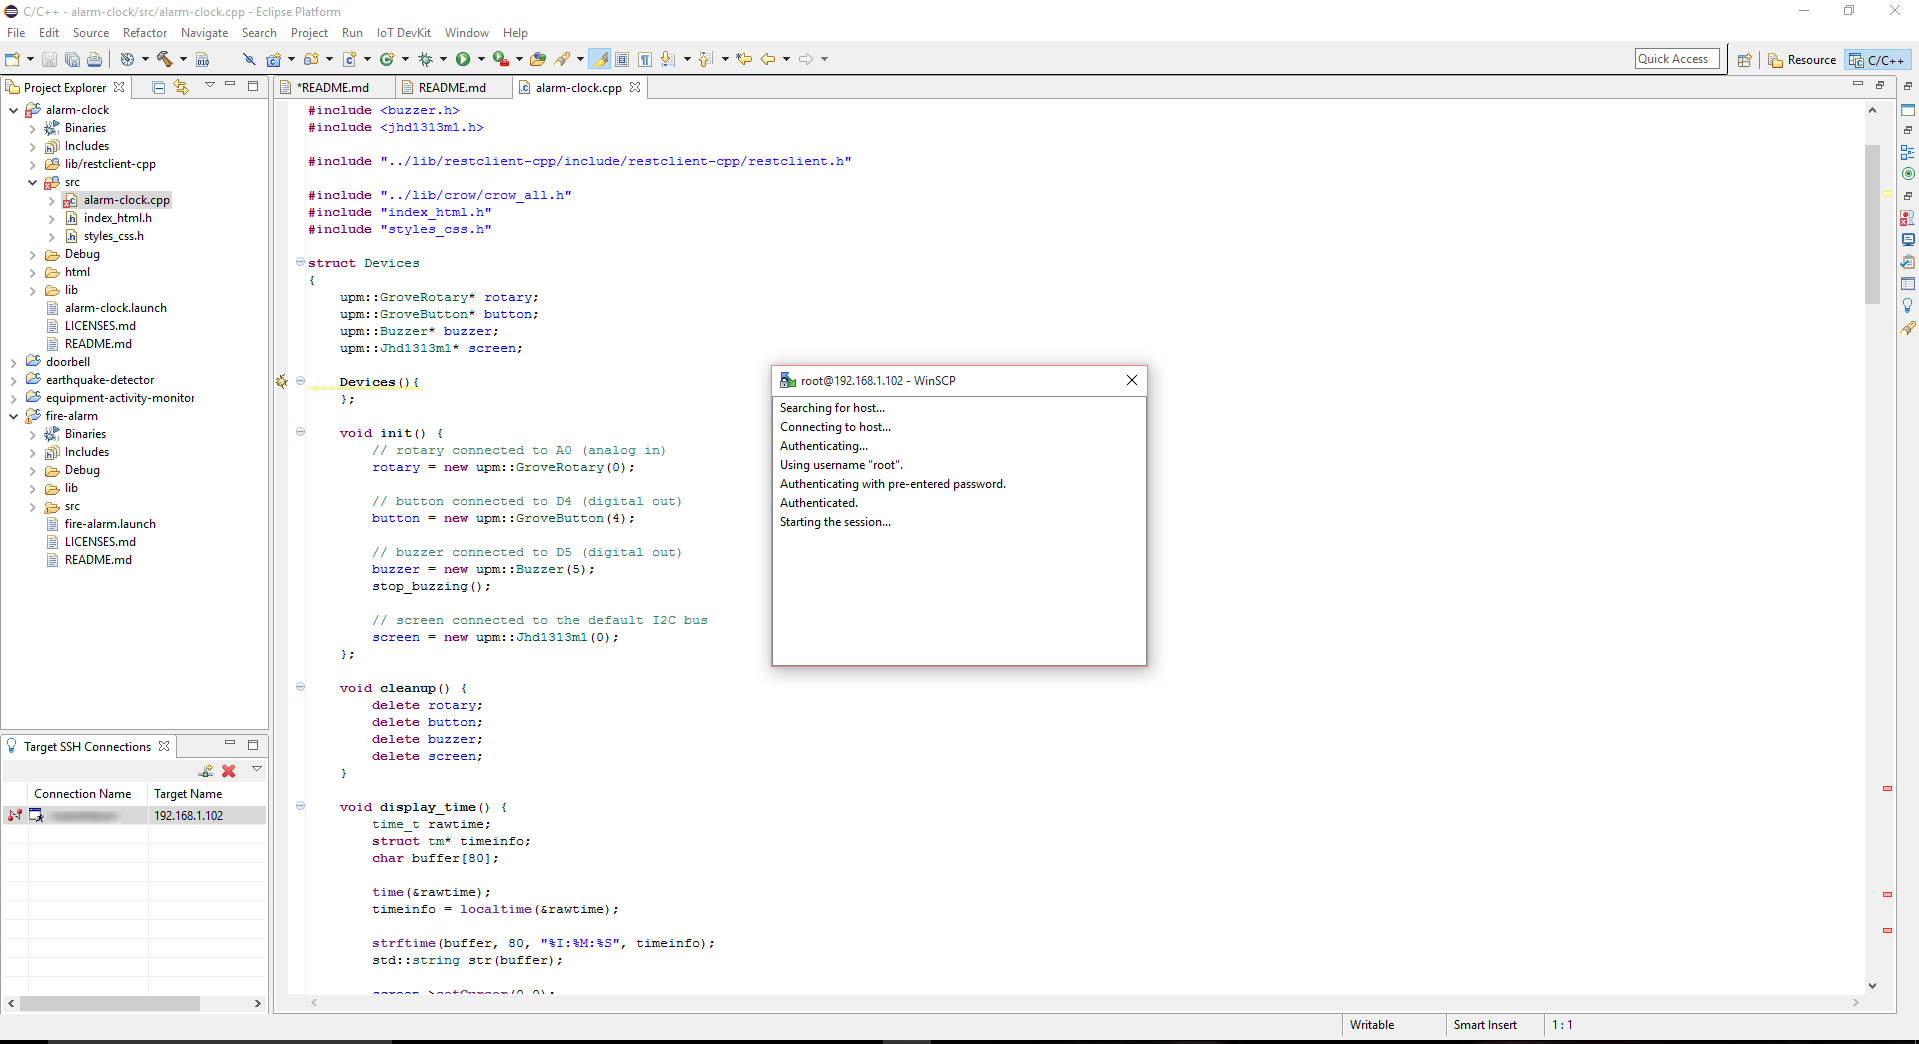 C/C++ - alarm-clock/src/alarm-clock.cpp - Eclipse Platform
File Edit Source Refactor Navigate Search Project Run IoT DevKit Window Help
Quick Access
Resource
C/C++
Project Explorer
alarm-clock
Binaries
Includes
lib/restclient-cpp
src
alarm-clock.cpp
index_html.h
styles_css.h
Debug
html
lib
alarm-clock.launch
LICENSES.md
README.md
doorbell
earthquake-detector
equipment-activity-monitor
fire-alarm
Binaries
Includes
Debug
lib
src
fire-alarm.launch
LICENSES.md
README.md
Target SSH Connections
Connection Name Target Name
192.168.1.102
*README.md README.md alarm-clock.cpp
#include <buzzer.h>
#include <jhd1313m1.h>
#include "../lib/restclient-cpp/include/restclient-cpp/restclient.h"
#include "../lib/crow/crow_all.h"
#include "index_html.h"
#include "styles_css.h"
struct Devices
{
upm::GroveRotary* rotary;
upm::GroveButton* button;
upm::Buzzer* buzzer;
upm::Jhd1313m1* screen;
Devices(){
};
void init() {
// rotary connected to A0 (analog in)
rotary = new upm::GroveRotary(0);
// button connected to D4 (digital out)
button = new upm::GroveButton(4);
// buzzer connected to D5 (digital out)
buzzer = new upm::Buzzer(5);
stop_buzzing();
// screen connected to the default I2C bus
screen = new upm::Jhd1313m1(0);
};
void cleanup() {
delete rotary;
delete button;
delete buzzer;
delete screen;
}
void display_time() {
time_t rawtime;
struct tm* timeinfo;
char buffer[80];
time(&rawtime);
timeinfo = localtime(&rawtime);
strftime(buffer, 80, "%I:%M:%S", timeinfo);
std::string str(buffer);
screen->setCursor(0,0);
root@192.168.1.102 - WinSCP
Searching for host...
Connecting to host...
Authenticating...
Using username "root".
Authenticating with pre-entered password.
Authenticated.
Starting the session...
Writable
Smart Insert
1 : 1